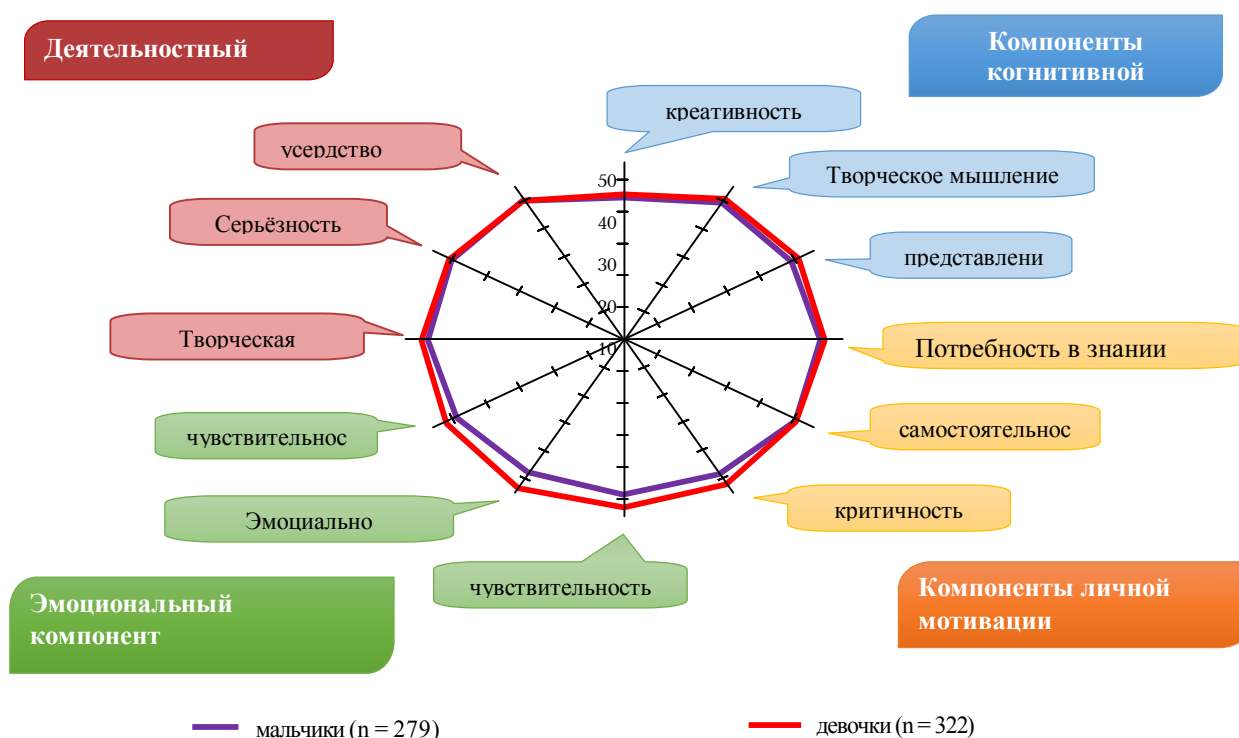 Деятельностный
Компоненты
когнитивной
креативность
усердство
Творческое мышление
Серьёзность
представлени
Творческая
Потребность в знании
чувствительнос
самостоятельнос
Эмоциально
критичность
чувствительность
50
40
30
20
10
Эмоциональный
компонент
Компоненты личной
мотивации
мальчики (n = 279)
девочки (n = 322)